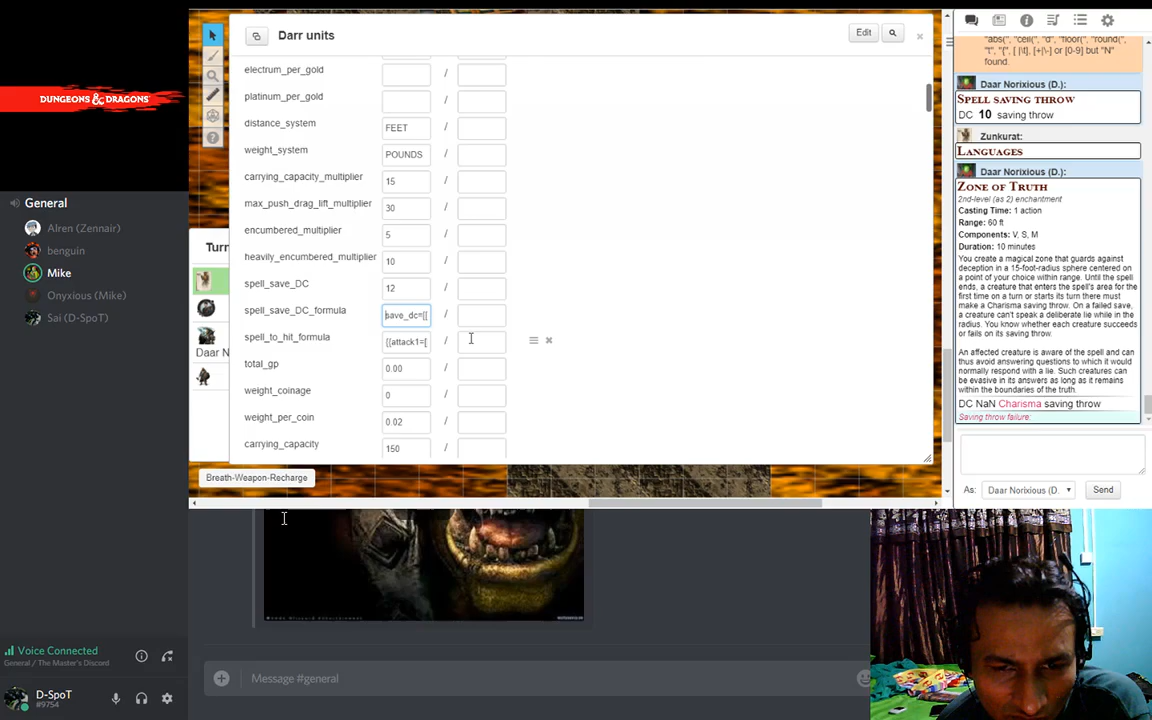 DUNGEONS & DRAGONS
General
Alren (Zennair)
benguin
Mike
Onyxious (Mike)
Sai (D-SpoT)
Voice Connected
General / The Master's Discord
D-SpoT
#9754
Darr units
Edit
electrum_per_gold /
platinum_per_gold /
distance_system FEET /
weight_system POUNDS /
carrying_capacity_multiplier 15 /
max_push_drag_lift_multiplier 30 /
encumbered_multiplier 5 /
heavily_encumbered_multiplier 10 /
spell_save_DC 12 /
spell_save_DC_formula save_dc=[[ /
spell_to_hit_formula {{attack1=[ /
total_gp 0.00 /
weight_coinage 0 /
weight_per_coin 0.02 /
carrying_capacity 150 /
Turn
Daar N
Breath-Weapon-Recharge
Message #general
"abs(", "ceil(", "d", "floor(", "round(",
"t", "{", [ |\t], [+|\-] or [0-9] but "N"
found.
Daar Norixious (D.):
SPELL SAVING THROW
DC 10 saving throw
Zunkurat:
LANGUAGES
Daar Norixious (D.):
ZONE OF TRUTH
2nd-level (as 2) enchantment
Casting Time: 1 action
Range: 60 ft
Components: V, S, M
Duration: 10 minutes
You create a magical zone that guards against
deception in a 15-foot-radius sphere centered on
a point of your choice within range. Until the spell
ends, a creature that enters the spell's area for the
first time on a turn or starts its turn there must
make a Charisma saving throw. On a failed save,
a creature can't speak a deliberate lie while in the
radius. You know whether each creature succeeds
or fails on its saving throw.
An affected creature is aware of the spell and can
thus avoid answering questions to which it would
normally respond with a lie. Such creatures can
be evasive in its answers as long as it remains
within the boundaries of the truth.
DC NaN Charisma saving throw
Saving throw failure:
As: Daar Norixious (D. Send